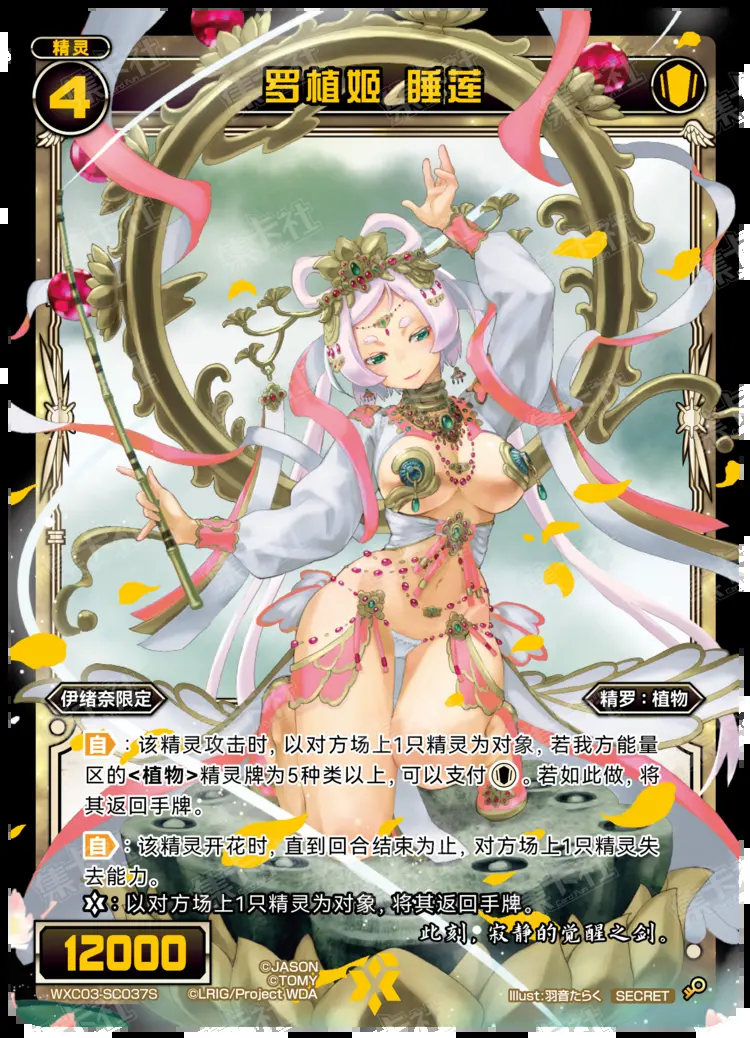 精灵
4
罗植姬 睡莲
伊绪奈限定
精罗：植物
自：该精灵攻击时，以对方场上1只精灵为对象，若我方能量
区的<植物>精灵牌为5种类以上，可以支付。若如此做，将
其返回手牌。
自：该精灵开花时，直到回合结束为止，对方场上1只精灵失
去能力。
：以对方场上1只精灵为对象，将其返回手牌。
此刻，寂静的觉醒之剑。
12000
©JASON
©TOMY
WXC03-SC037S ©LRIG/Project WDA
Illust:羽音たらく SECRET
集卡社